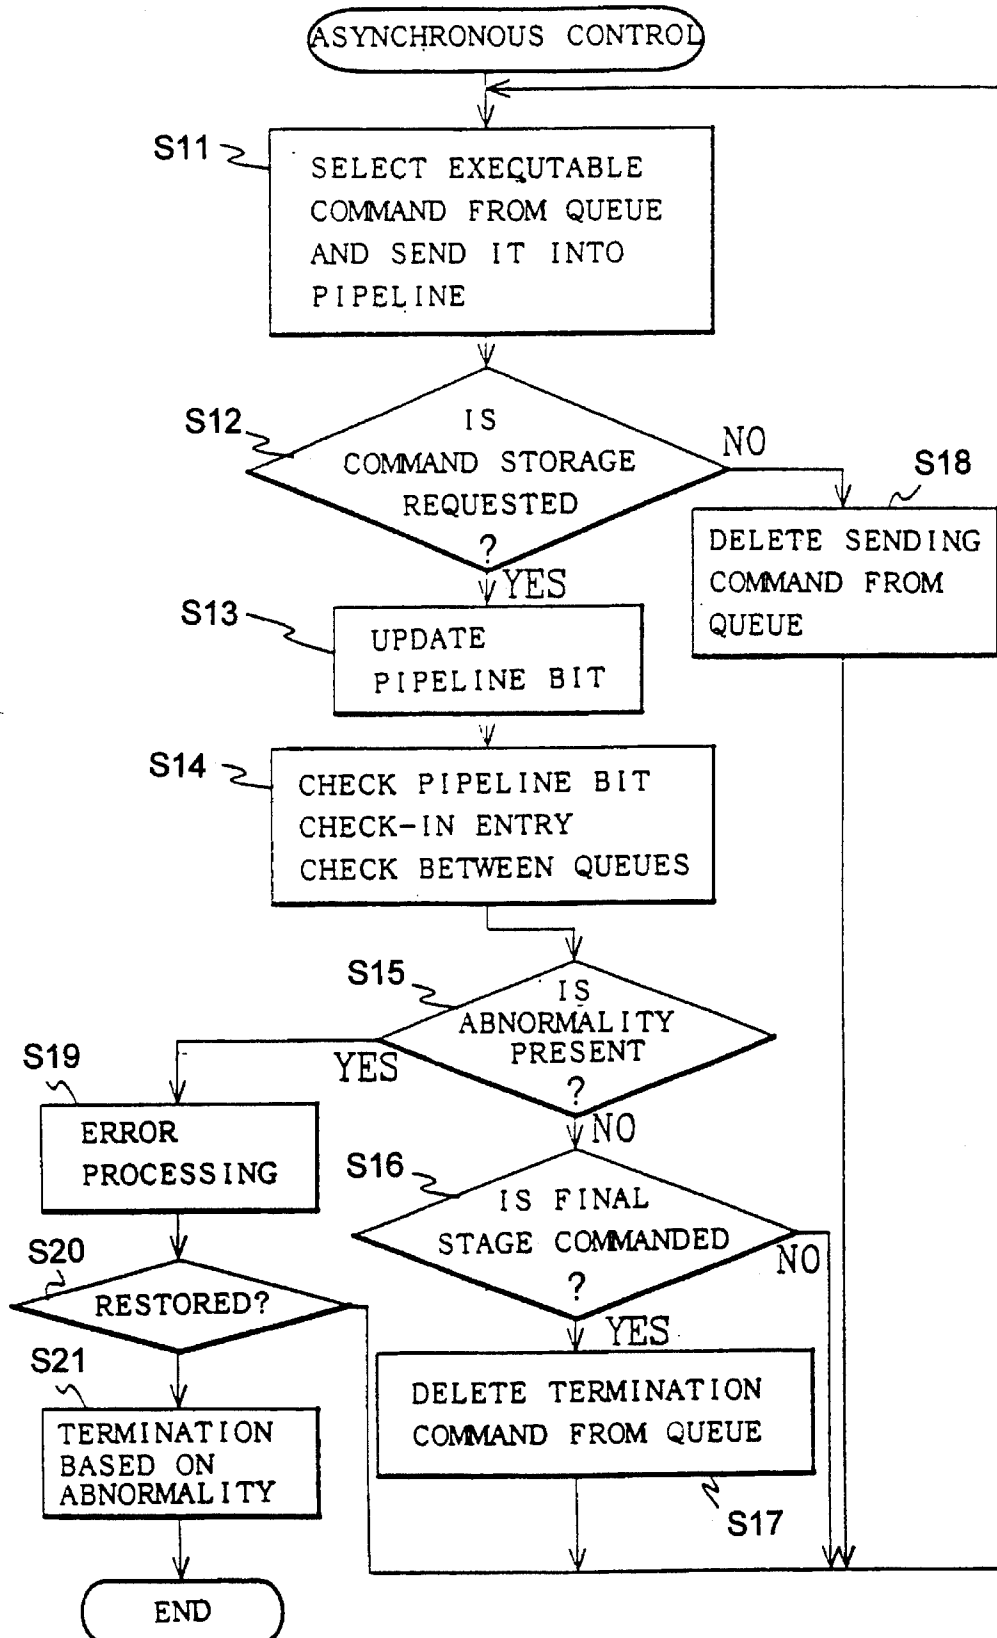 ASYNCHRONOUS CONTROL
S11
SELECT EXECUTABLE
COMMAND FROM QUEUE
AND SEND IT INTO
PIPELINE
S12
IS
COMMAND STORAGE
REQUESTED
?
NO
YES
S18
DELETE SENDING
COMMAND FROM
QUEUE
S13
UPDATE
PIPELINE BIT
S14
CHECK PIPELINE BIT
CHECK-IN ENTRY
CHECK BETWEEN QUEUES
S15
IS
ABNORMALITY
PRESENT
?
YES
NO
S19
ERROR
PROCESSING
S16
IS FINAL
STAGE COMMANDED
?
NO
YES
S20
RESTORED?
S21
TERMINATION
BASED ON
ABNORMALITY
DELETE TERMINATION
COMMAND FROM QUEUE
S17
END